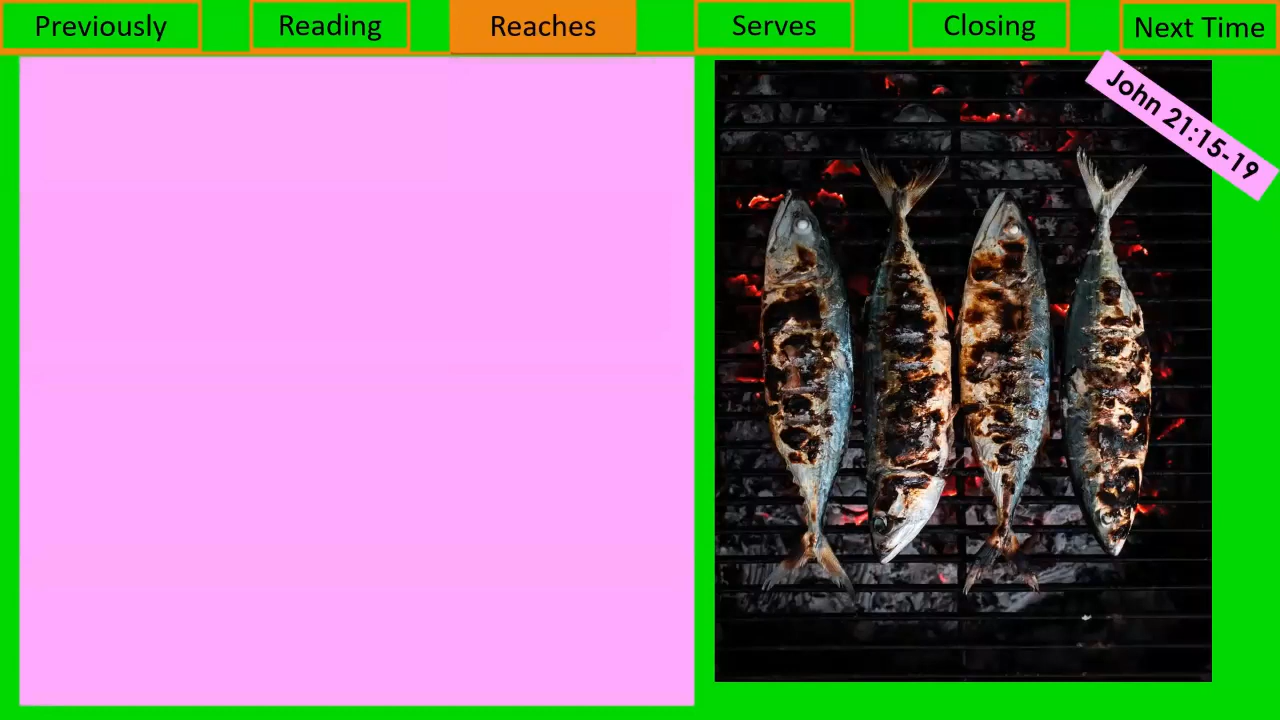 Previously
Reading
Reaches
Serves
Closing
Next Time
John 21:15-19